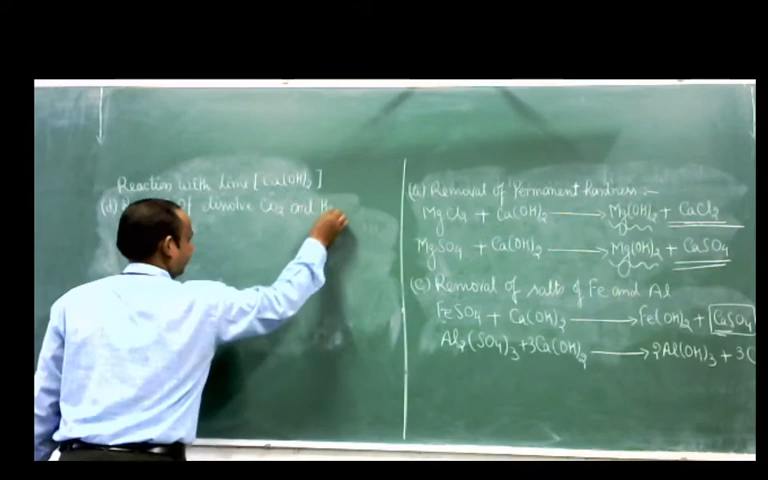 Reaction with lime [Ca(OH)₂]
(d) of dissolve Co₂ and H
(a) Removal of Permanent hardness :-
MgCl₂ + Ca(OH)₂ ⟶ Mg(OH)₂ + CaCl₂
MgSO₄ + Ca(OH)₂ ⟶ Mg(OH)₂ + CaSO₄
(c) Removal of salts of Fe and Al
FeSO₄ + Ca(OH)₂ ⟶ Fe(OH)₂ + CaSO₄
Al₂(SO₄)₃ + 3Ca(OH)₂ ⟶ 2Al(OH)₃ + 3(